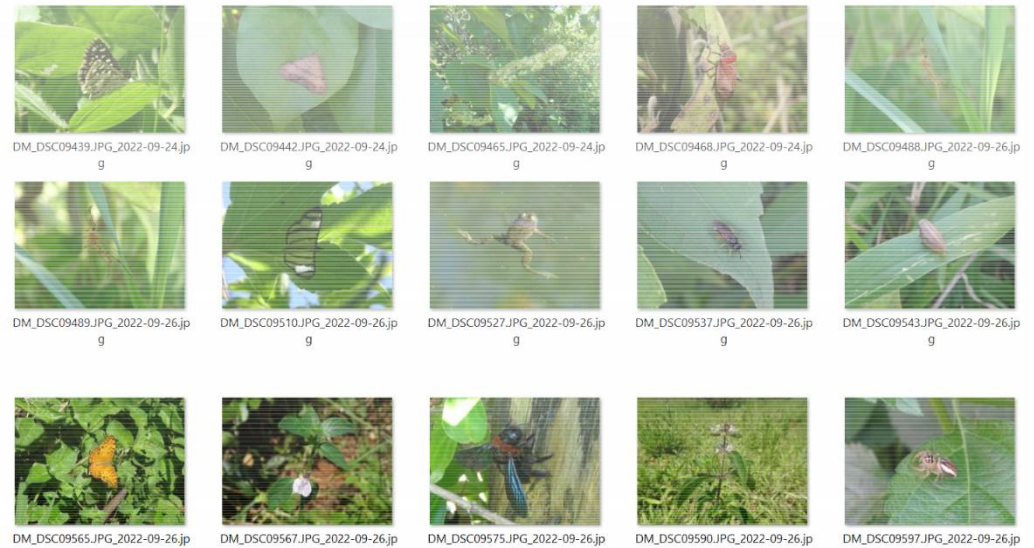 DM_DSC09439.JPG_2022-09-24.jp
g
DM_DSC09442.JPG_2022-09-24.jp
g
DM_DSC09465.JPG_2022-09-24.jp
g
DM_DSC09468.JPG_2022-09-24.jp
g
DM_DSC09488.JPG_2022-09-26.jp
g
DM_DSC09489.JPG_2022-09-26.jp
g
DM_DSC09510.JPG_2022-09-26.jp
g
DM_DSC09527.JPG_2022-09-26.jp
g
DM_DSC09537.JPG_2022-09-26.jp
g
DM_DSC09543.JPG_2022-09-26.jp
g
DM_DSC09565.JPG_2022-09-26.jp
DM_DSC09567.JPG_2022-09-26.jp
DM_DSC09575.JPG_2022-09-26.jp
DM_DSC09590.JPG_2022-09-26.jp
DM_DSC09597.JPG_2022-09-26.jp